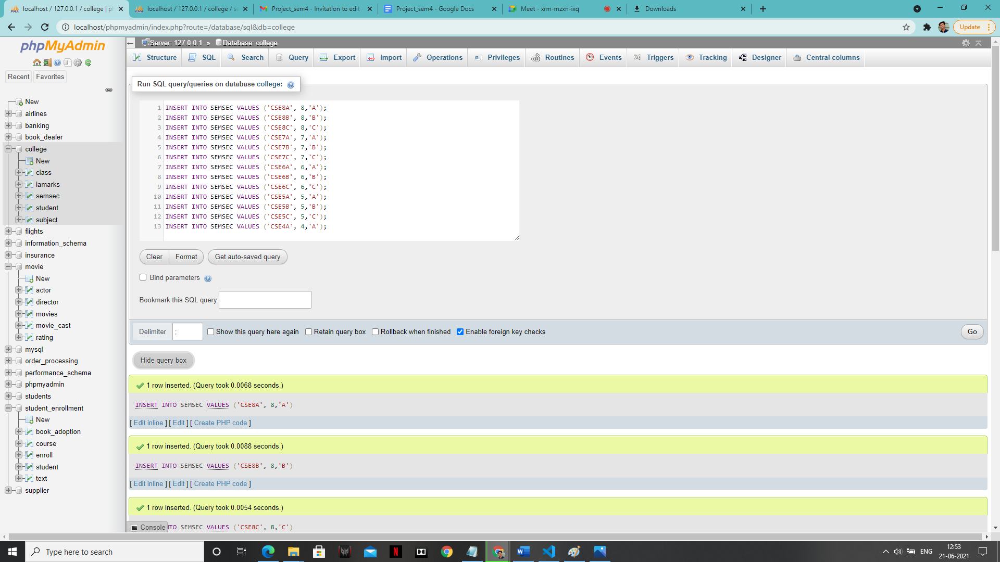 localhost / 127.0.0.1 / college | ph
localhost / 127.0.0.1 / college / se
Project_sem4 - Invitation to edit
Project_sem4 - Google Docs
Meet - xrm-mzxn-ixq
Downloads
localhost/phpmyadmin/index.php?route=/database/sql&db=college
Update
phpMyAdmin
Recent
Favorites
New
airlines
banking
book_dealer
college
New
class
iamarks
semsec
student
subject
flights
information_schema
insurance
movie
New
actor
director
movies
movie_cast
rating
mysql
order_processing
performance_schema
phpmyadmin
students
student_enrollment
New
book_adoption
course
enroll
student
text
supplier
Server: 127.0.0.1 » Database: college
Structure
SQL
Search
Query
Export
Import
Operations
Privileges
Routines
Events
Triggers
Tracking
Designer
Central columns
Run SQL query/queries on database college:
1 INSERT INTO SEMSEC VALUES ('CSE8A', 8,'A');
2 INSERT INTO SEMSEC VALUES ('CSE8B', 8,'B');
3 INSERT INTO SEMSEC VALUES ('CSE8C', 8,'C');
4 INSERT INTO SEMSEC VALUES ('CSE7A', 7,'A');
5 INSERT INTO SEMSEC VALUES ('CSE7B', 7,'B');
6 INSERT INTO SEMSEC VALUES ('CSE7C', 7,'C');
7 INSERT INTO SEMSEC VALUES ('CSE6A', 6,'A');
8 INSERT INTO SEMSEC VALUES ('CSE6B', 6,'B');
9 INSERT INTO SEMSEC VALUES ('CSE6C', 6,'C');
10 INSERT INTO SEMSEC VALUES ('CSE5A', 5,'A');
11 INSERT INTO SEMSEC VALUES ('CSE5B', 5,'B');
12 INSERT INTO SEMSEC VALUES ('CSE5C', 5,'C');
13 INSERT INTO SEMSEC VALUES ('CSE4A', 4,'A');
Clear
Format
Get auto-saved query
Bind parameters
Bookmark this SQL query:
Delimiter ; Show this query here again Retain query box Rollback when finished Enable foreign key checks
Go
Hide query box
1 row inserted. (Query took 0.0068 seconds.)
INSERT INTO SEMSEC VALUES ('CSE8A', 8,'A')
[ Edit inline ] [ Edit ] [ Create PHP code ]
1 row inserted. (Query took 0.0088 seconds.)
INSERT INTO SEMSEC VALUES ('CSE8B', 8,'B')
[ Edit inline ] [ Edit ] [ Create PHP code ]
1 row inserted. (Query took 0.0054 seconds.)
Console
NTO SEMSEC VALUES ('CSE8C', 8,'C')
Type here to search
ENG
12:53
21-06-2021